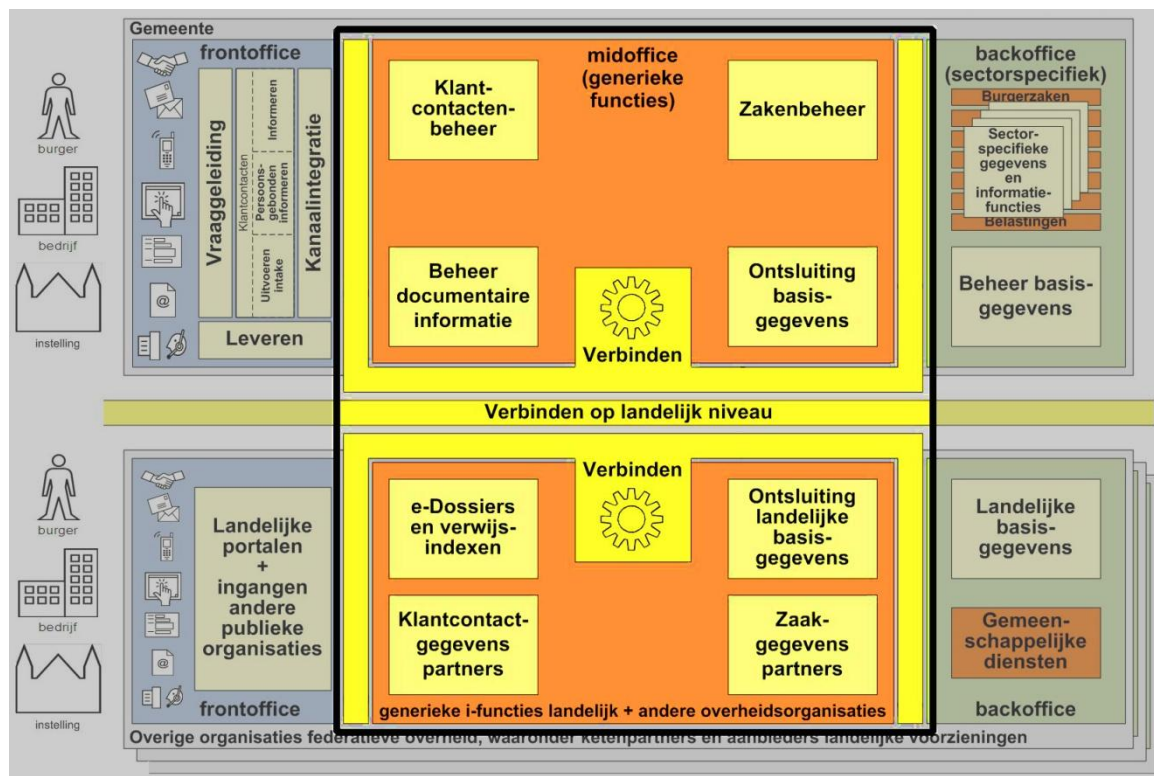 Gemeente
burger
bedrijf
instelling
frontoffice
Vraaggeleiding
Klantcontacten
Informeren
Persoons-
gebonden
informeren
Uitvoeren
intake
Kanaalintegratie
Leveren
@
midoffice
(generieke
functies)
Klant-
contacten-
beheer
Zakenbeheer
Beheer
documentaire
informatie
Verbinden
Ontsluiting
basis-
gegevens
backoffice
(sectorspecifiek)
Burgerzaken
Sector-
specifieke
gegevens
en
informatie-
functies
Belastingen
Beheer basis-
gegevens
Verbinden op landelijk niveau
burger
bedrijf
instelling
@
Landelijke
portalen
+
ingangen
andere
publieke
organisaties
frontoffice
Verbinden
e-Dossiers
en verwijs-
indexen
Ontsluiting
landelijke
basis-
gegevens
Klantcontact-
gegevens
partners
Zaak-
gegevens
partners
generieke i-functies landelijk + andere overheidsorganisaties
Landelijke
basis-
gegevens
Gemeen-
schappelijke
diensten
backoffice
Overige organisaties federatieve overheid, waaronder ketenpartners en aanbieders landelijke voorzieningen